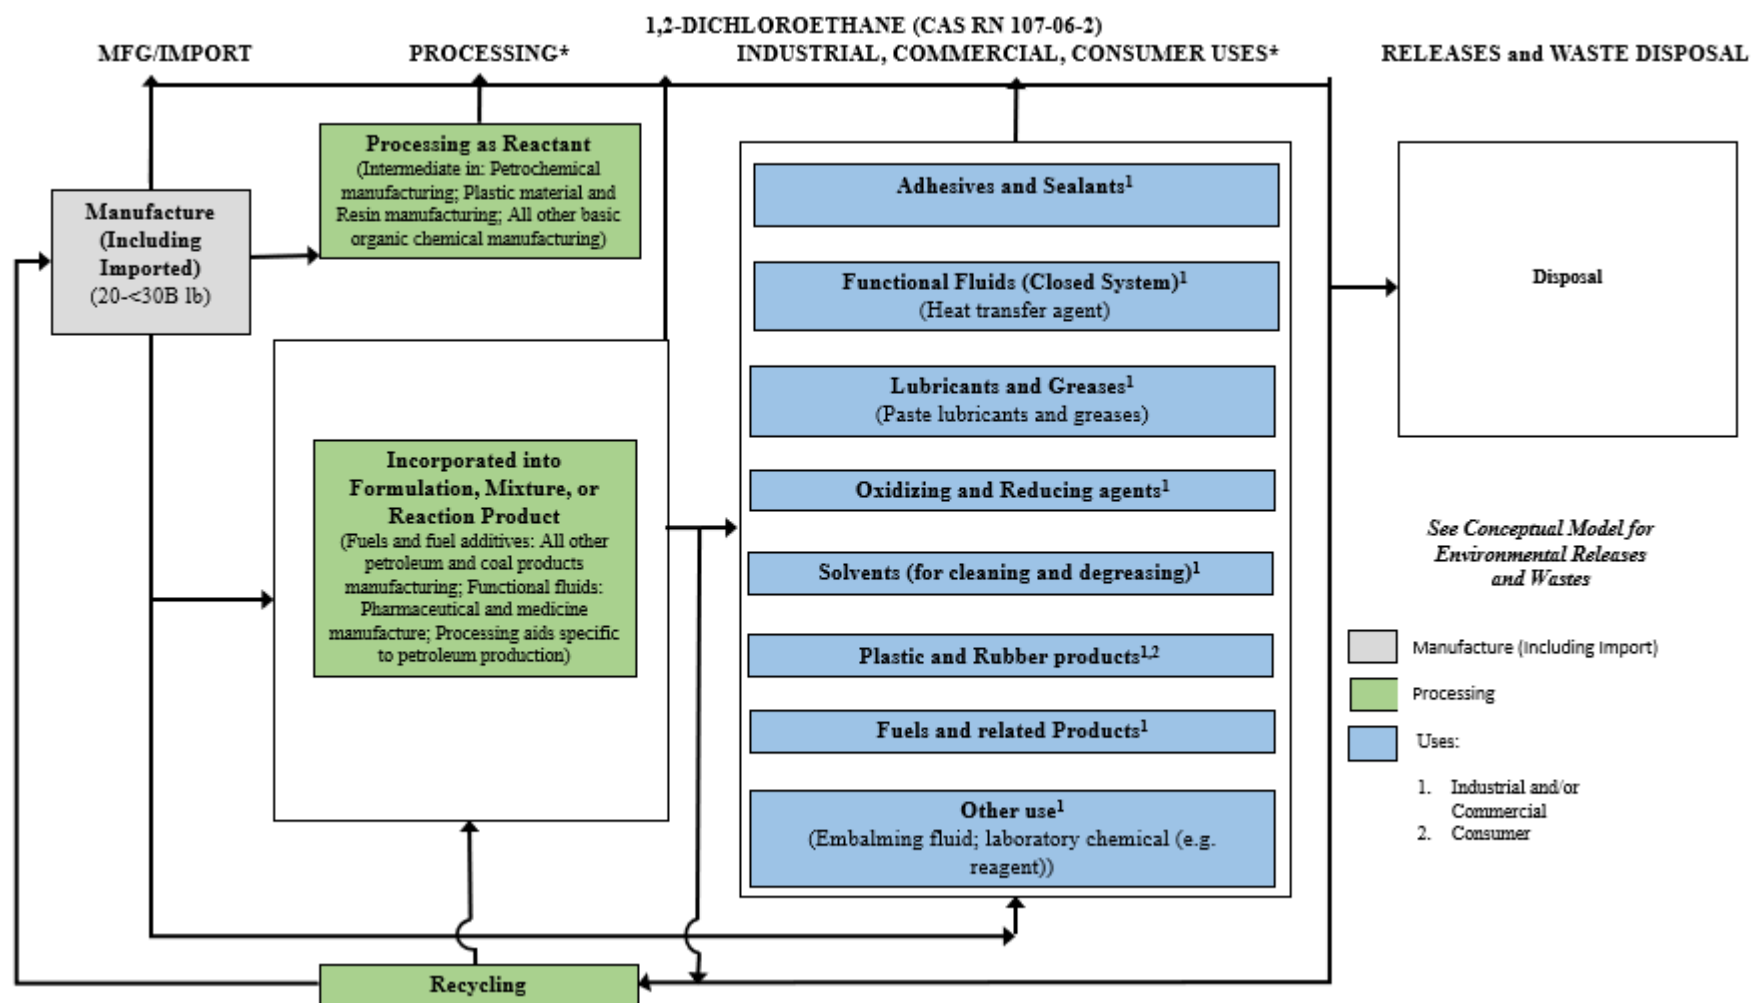 1,2-DICHLOROETHANE (CAS RN 107-06-2)
MFG/IMPORT
PROCESSING*
INDUSTRIAL, COMMERCIAL, CONSUMER USES*
RELEASES and WASTE DISPOSAL
Manufacture
(Including
Imported)
(20-<30B lb)
Processing as Reactant
(Intermediate in: Petrochemical
manufacturing; Plastic material and
Resin manufacturing; All other basic
organic chemical manufacturing)
Incorporated into
Formulation, Mixture, or
Reaction Product
(Fuels and fuel additives: All other
petroleum and coal products
manufacturing; Functional fluids:
Pharmaceutical and medicine
manufacture; Processing aids specific
to petroleum production)
Recycling
Adhesives and Sealants¹
Functional Fluids (Closed System)¹
(Heat transfer agent)
Lubricants and Greases¹
(Paste lubricants and greases)
Oxidizing and Reducing agents¹
Solvents (for cleaning and degreasing)¹
Plastic and Rubber products¹,²
Fuels and related Products¹
Other use¹
(Embalming fluid; laboratory chemical (e.g.
reagent))
Disposal
See Conceptual Model for
Environmental Releases
and Wastes
Manufacture (Including Import)
Processing
Uses:
1. Industrial and/or
Commercial
2. Consumer